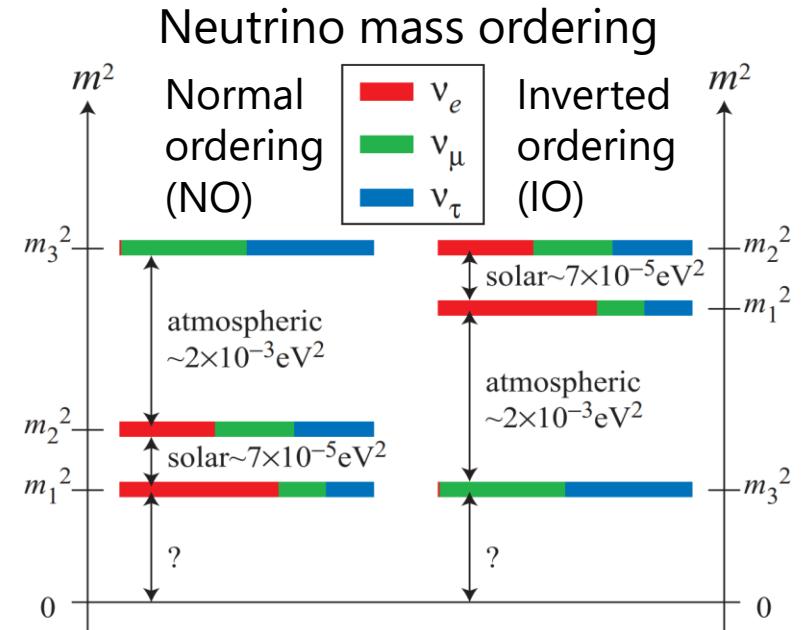 Neutrino mass ordering
m²
Normal
ordering
(NO)
νe
νμ
ντ
Inverted
ordering
(IO)
m²
m₃²
atmospheric
~2×10⁻³eV²
m₂²
solar~7×10⁻⁵eV²
m₁²
?
0
m₂²
solar~7×10⁻⁵eV²
m₁²
atmospheric
~2×10⁻³eV²
m₃²
?
0